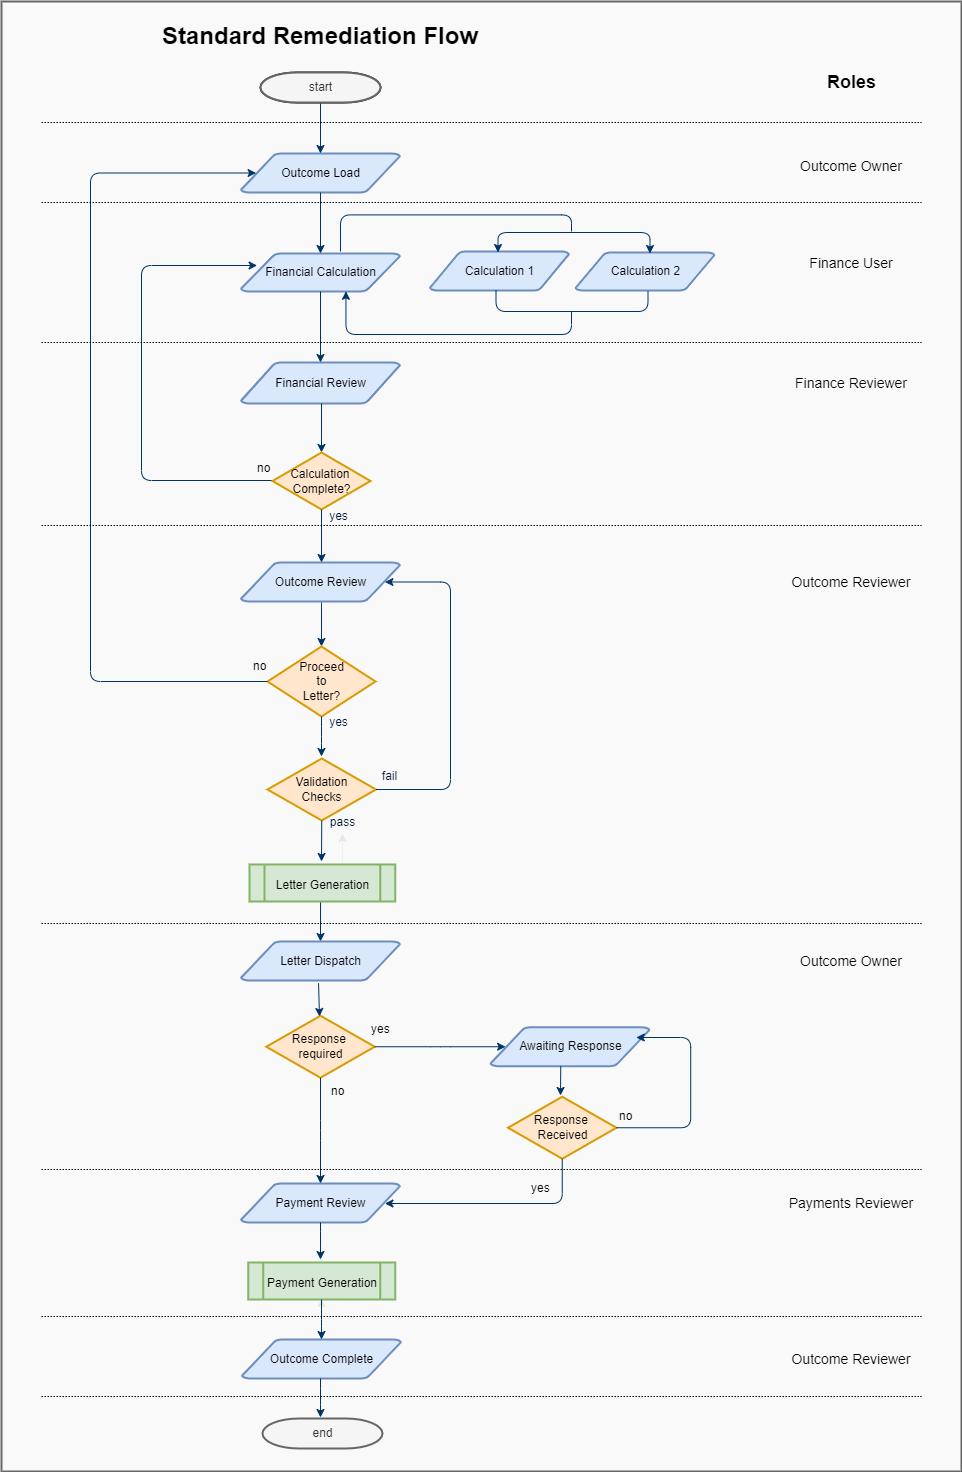 Standard Remediation Flow
start
Roles
Outcome Load
Outcome Owner
Financial Calculation
Calculation 1
Calculation 2
Finance User
Financial Review
Finance Reviewer
no
Calculation
Complete?
yes
Outcome Review
Outcome Reviewer
no
Proceed
to
Letter?
yes
Validation
Checks
fail
pass
Letter Generation
Letter Dispatch
Outcome Owner
Response
required
yes
Awaiting Response
no
Response
Received
no
yes
Payment Review
Payments Reviewer
Payment Generation
Outcome Complete
Outcome Reviewer
end